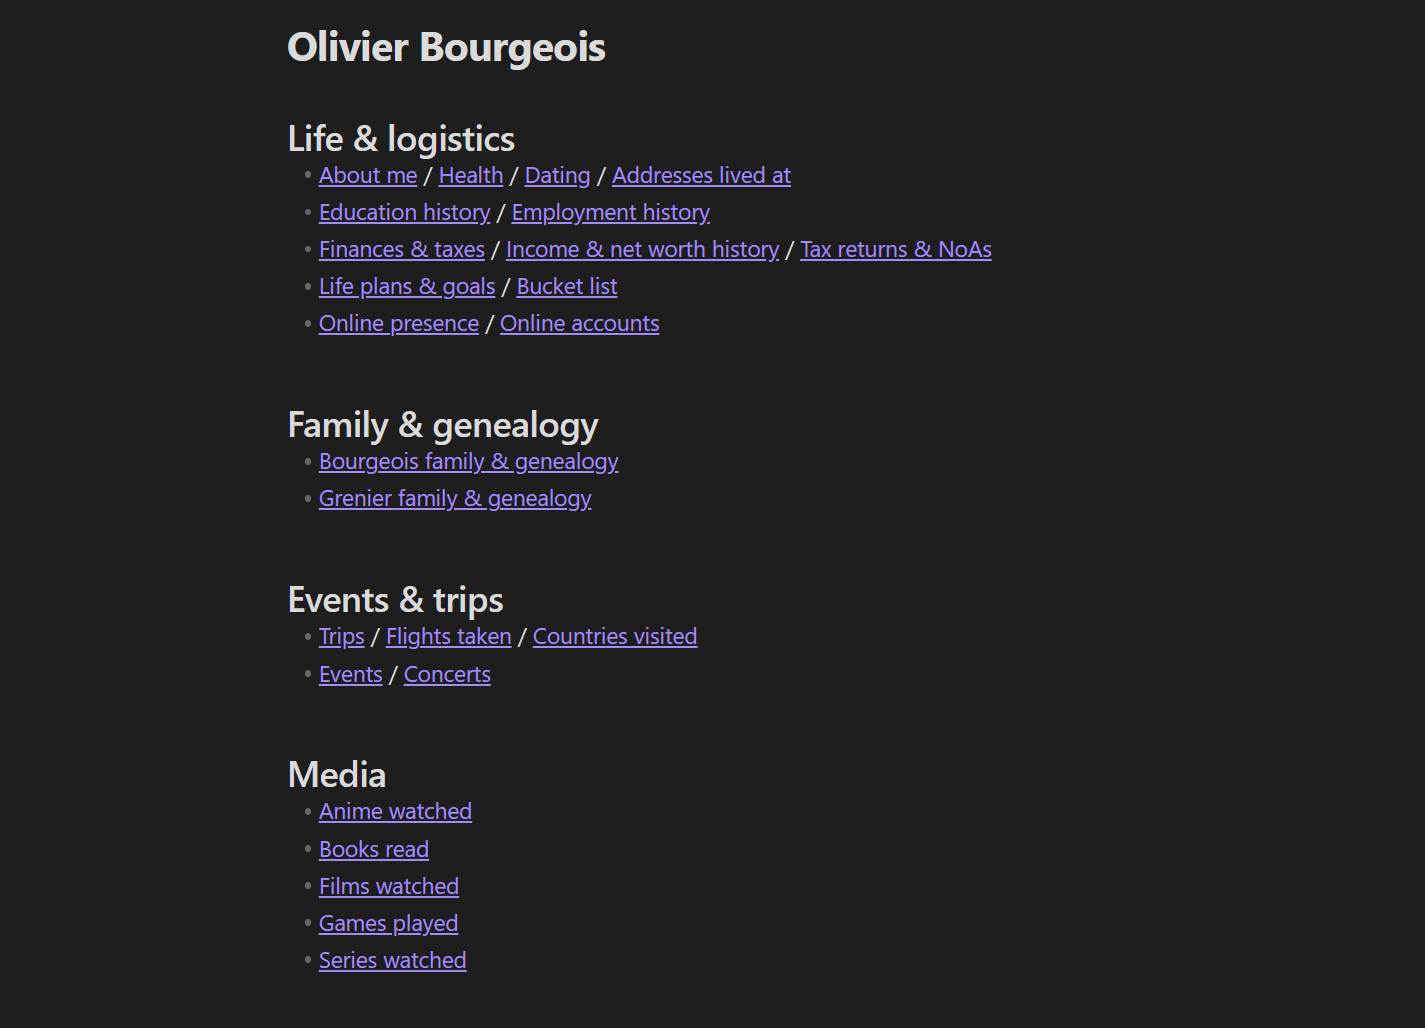 Olivier Bourgeois
Life & logistics
About me / Health / Dating / Addresses lived at
Education history / Employment history
Finances & taxes / Income & net worth history / Tax returns & NoAs
Life plans & goals / Bucket list
Online presence / Online accounts
Family & genealogy
Bourgeois family & genealogy
Grenier family & genealogy
Events & trips
Trips / Flights taken / Countries visited
Events / Concerts
Media
Anime watched
Books read
Films watched
Games played
Series watched